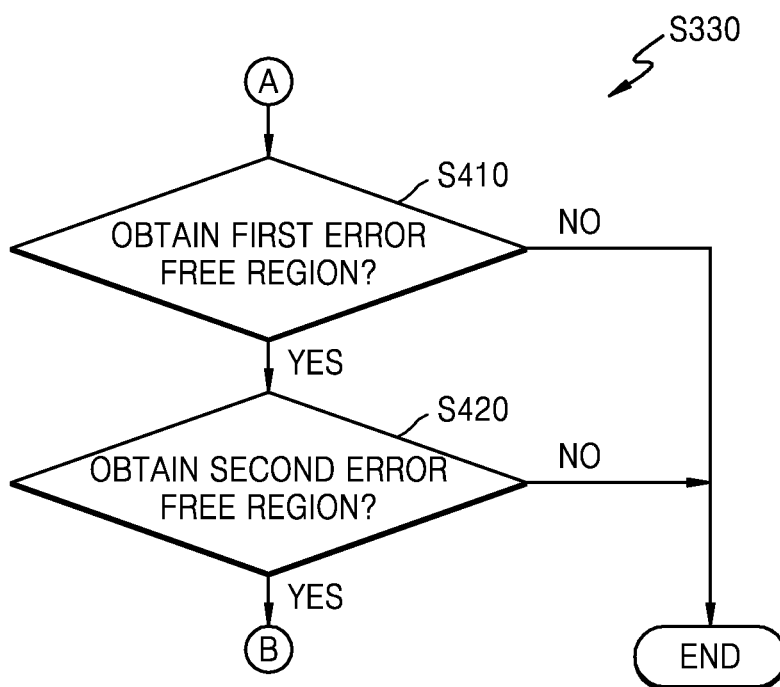 S330
A
S410
OBTAIN FIRST ERROR
FREE REGION?
NO
YES
S420
OBTAIN SECOND ERROR
FREE REGION?
NO
YES
B
END